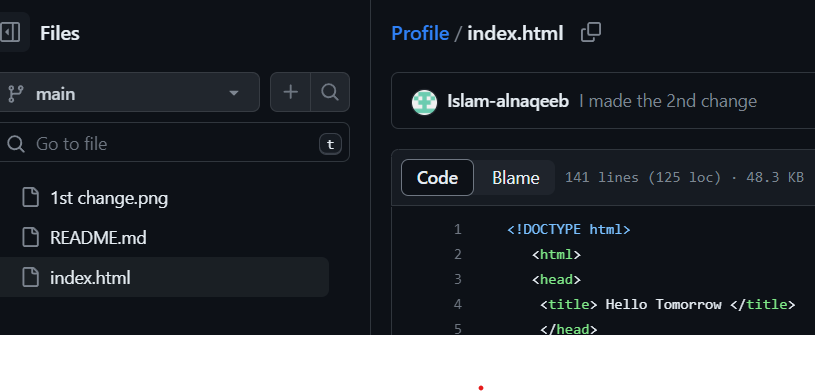 Files
main
Go to file
t
1st change.png
README.md
index.html
Profile / index.html
Islam-alnaqeeb I made the 2nd change
Code Blame 141 lines (125 loc) · 48.3 KB
1 <!DOCTYPE html>
2 <html>
3 <head>
4 <title> Hello Tomorrow </title>
5 </head>